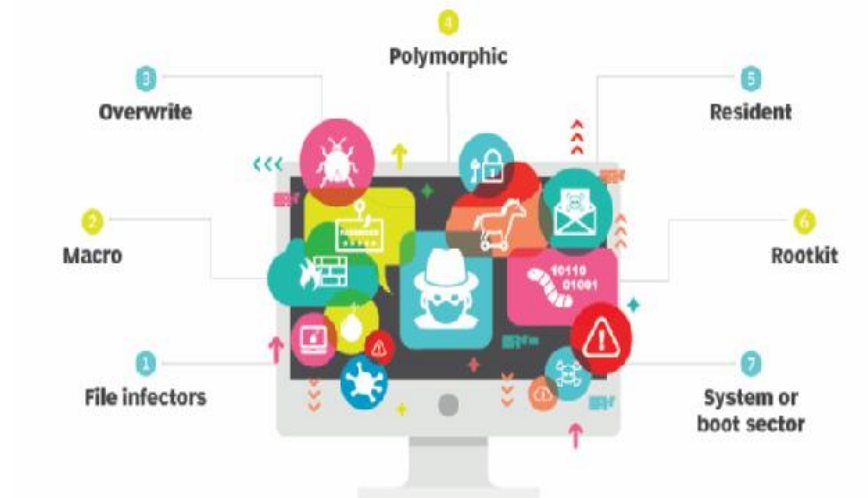 4
Polymorphic
3
Overwrite
5
Resident
2
Macro
PASSWORD
*****
6
Rootkit
10110
01001
1
File infectors
7
System or
boot sector